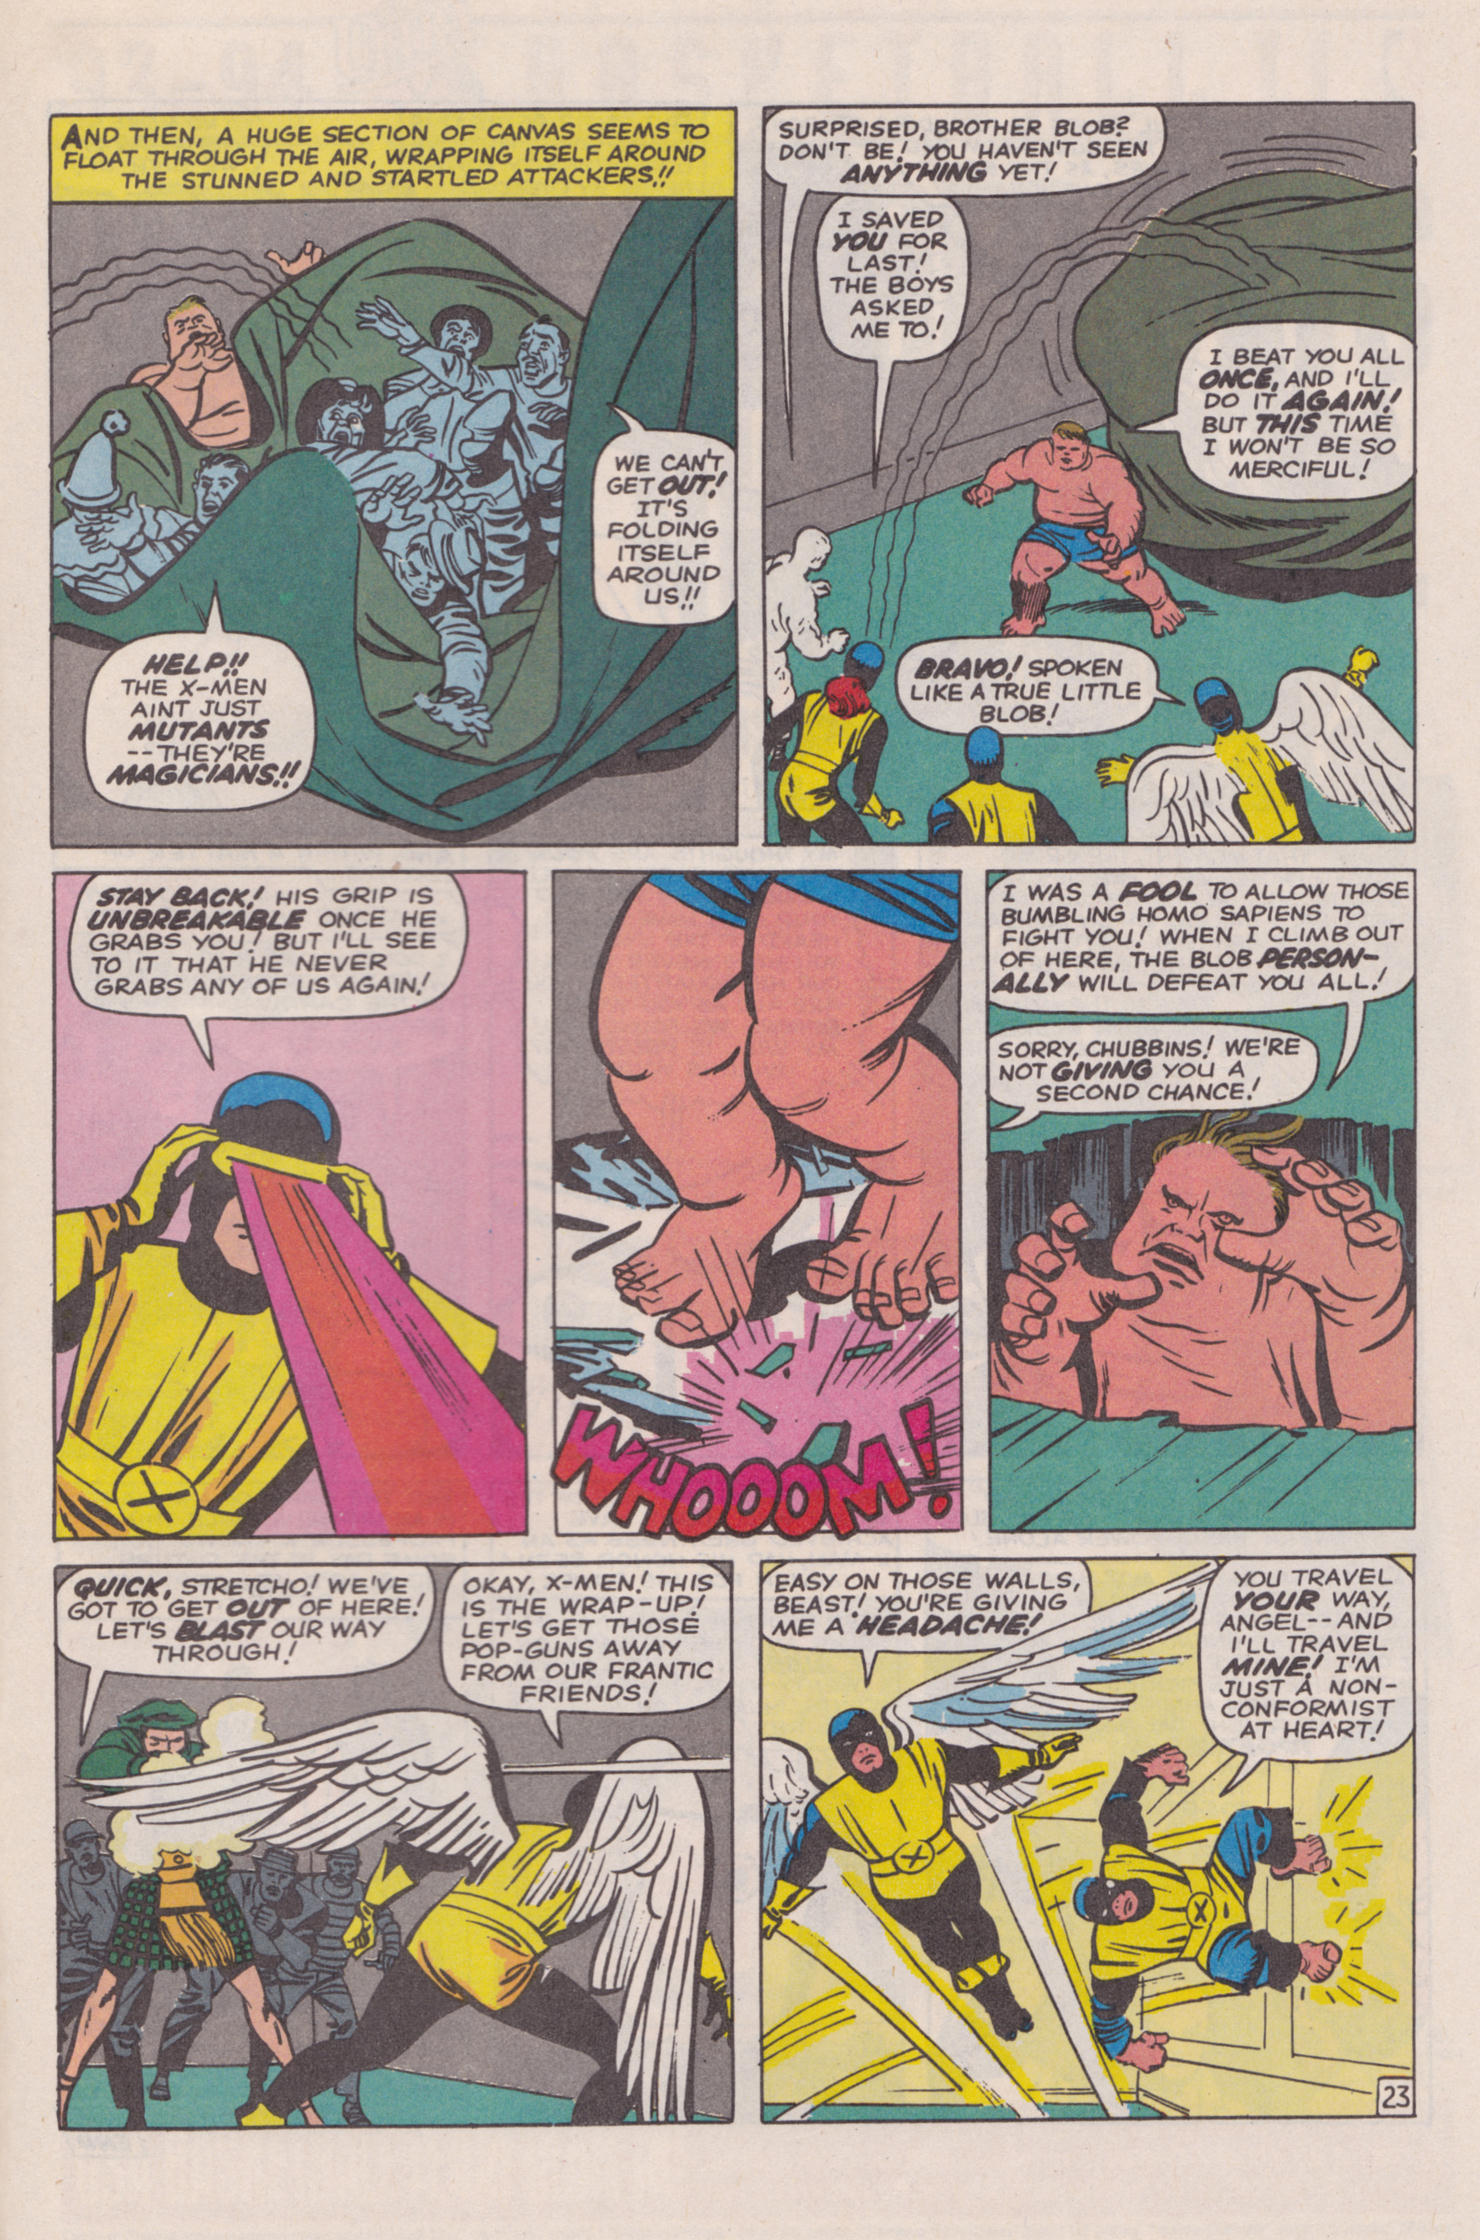 AND THEN, A HUGE SECTION OF CANVAS SEEMS TO
FLOAT THROUGH THE AIR, WRAPPING ITSELF AROUND
THE STUNNED AND STARTLED ATTACKERS!!
WE CAN'T
GET OUT!
IT'S
FOLDING
ITSELF
AROUND
US!!
HELP!!
THE X-MEN
AINT JUST
MUTANTS
-- THEY'RE
MAGICIANS!!
SURPRISED, BROTHER BLOB?
DON'T BE! YOU HAVEN'T SEEN
ANYTHING YET!
I SAVED
YOU FOR
LAST!
THE BOYS
ASKED
ME TO!
I BEAT YOU ALL
ONCE, AND I'LL
DO IT AGAIN!
BUT THIS TIME
I WON'T BE SO
MERCIFUL!
BRAVO! SPOKEN
LIKE A TRUE LITTLE
BLOB!
STAY BACK! HIS GRIP IS
UNBREAKABLE ONCE HE
GRABS YOU! BUT I'LL SEE
TO IT THAT HE NEVER
GRABS ANY OF US AGAIN!
X
WHOOOM!
I WAS A FOOL TO ALLOW THOSE
BUMBLING HOMO SAPIENS TO
FIGHT YOU! WHEN I CLIMB OUT
OF HERE, THE BLOB PERSON-
ALLY WILL DEFEAT YOU ALL!
SORRY, CHUBBINS! WE'RE
NOT GIVING YOU A
SECOND CHANCE!
QUICK, STRETCHO! WE'VE
GOT TO GET OUT OF HERE!
LET'S BLAST OUR WAY
THROUGH!
OKAY, X-MEN! THIS
IS THE WRAP-UP!
LET'S GET THOSE
POP-GUNS AWAY
FROM OUR FRANTIC
FRIENDS!
EASY ON THOSE WALLS,
BEAST! YOU'RE GIVING
ME A HEADACHE!
YOU TRAVEL
YOUR WAY,
ANGEL-- AND
I'LL TRAVEL
MINE! I'M
JUST A NON-
CONFORMIST
AT HEART!
X
X
23